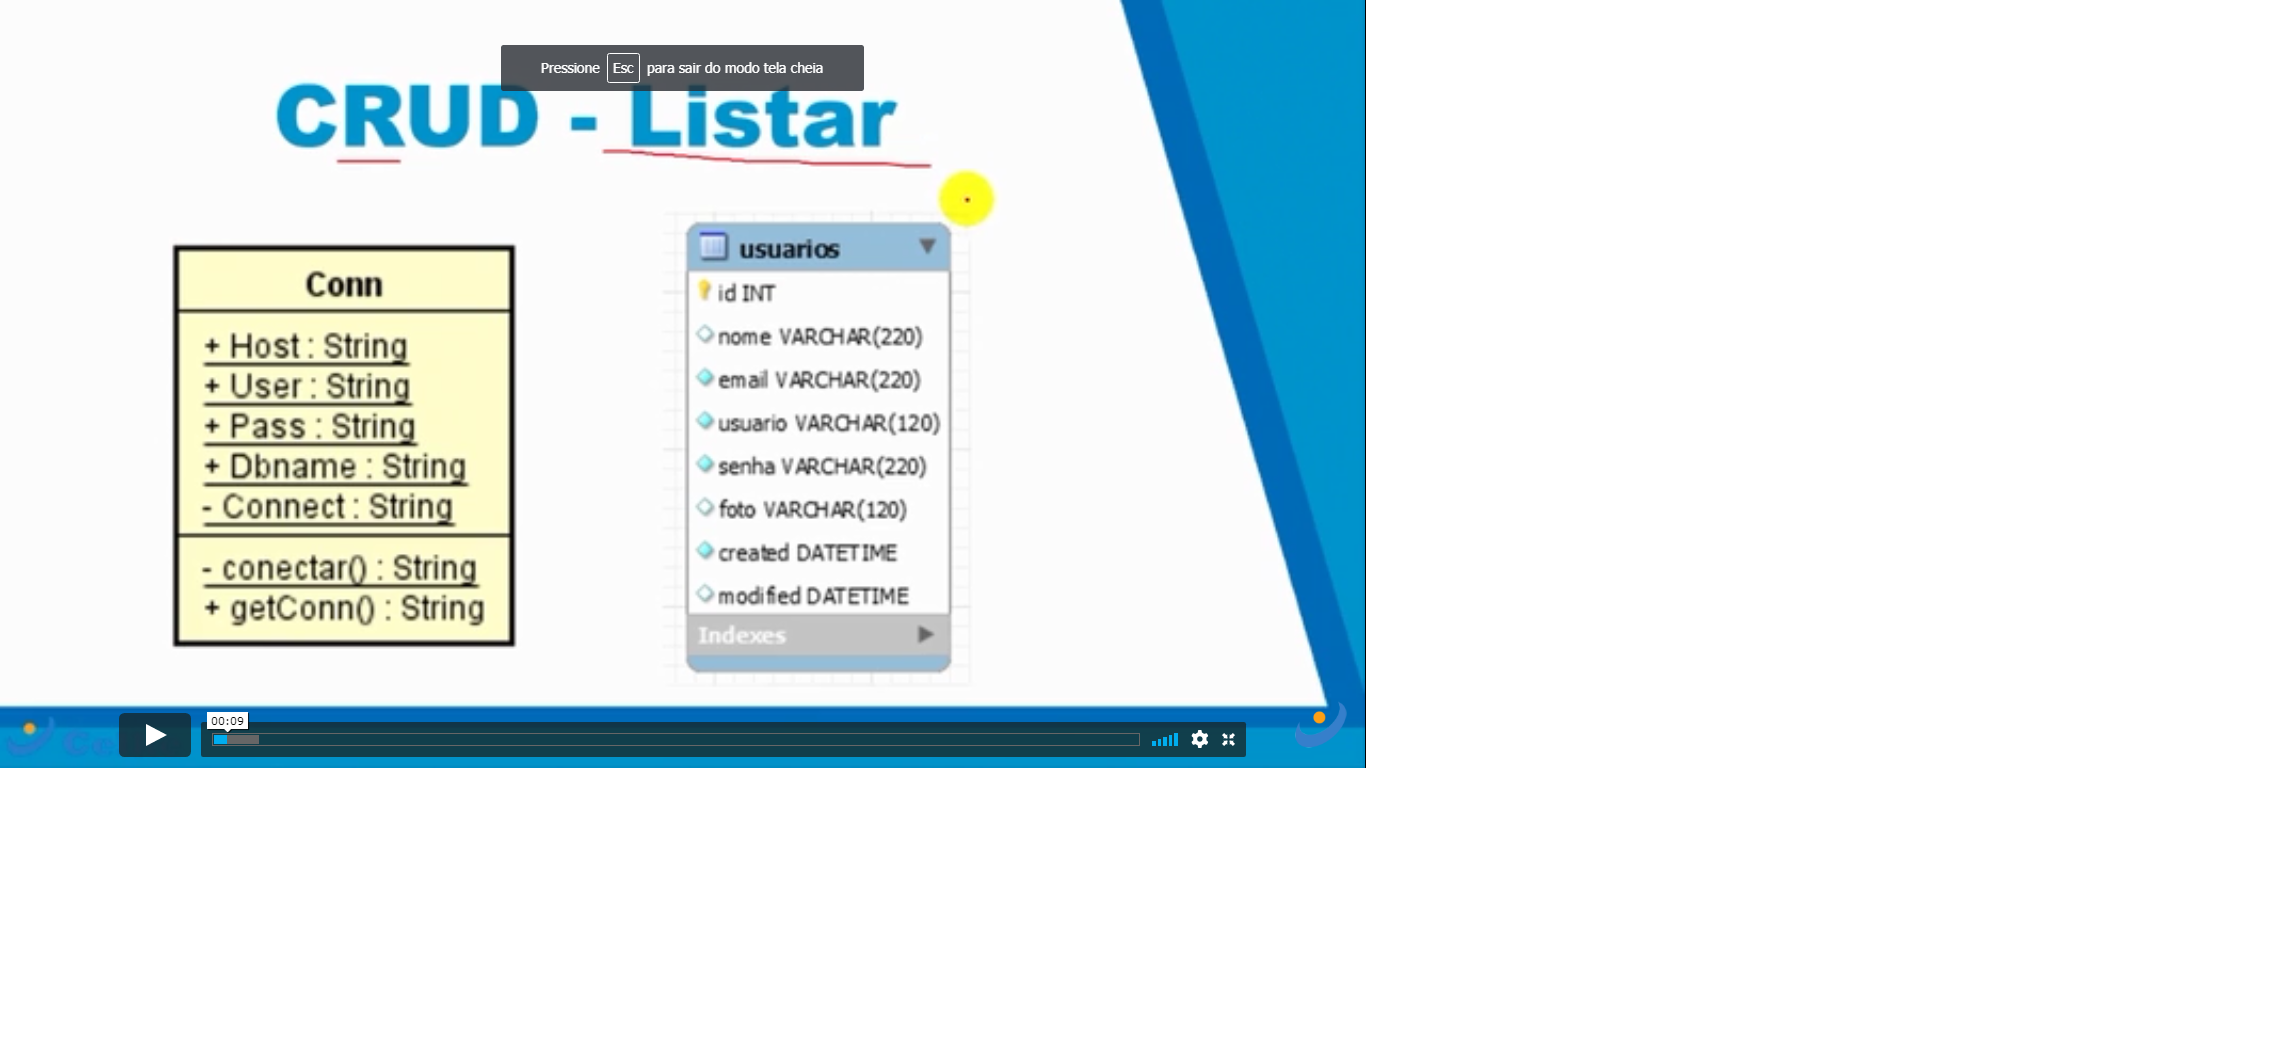 Pressione Esc para sair do modo tela cheia
CRUD - Listar
Conn
+ Host : String
+ User : String
+ Pass : String
+ Dbname : String
- Connect : String
- conectar() : String
+ getConn() : String
usuarios
id INT
nome VARCHAR(220)
email VARCHAR(220)
usuario VARCHAR(120)
senha VARCHAR(220)
foto VARCHAR(120)
created DATETIME
modified DATETIME
Indexes
00:09